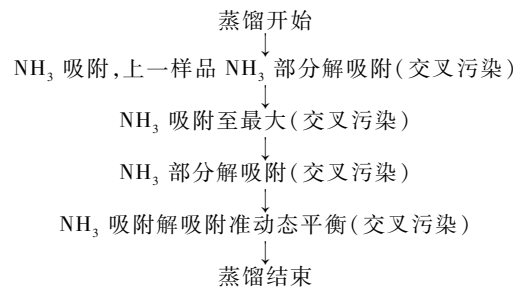 蒸馏开始
NH₃ 吸附,上一样品 NH₃ 部分解吸附(交叉污染)
NH₃ 吸附至最大(交叉污染)
NH₃ 部分解吸附(交叉污染)
NH₃ 吸附解吸附准动态平衡(交叉污染)
蒸馏结束